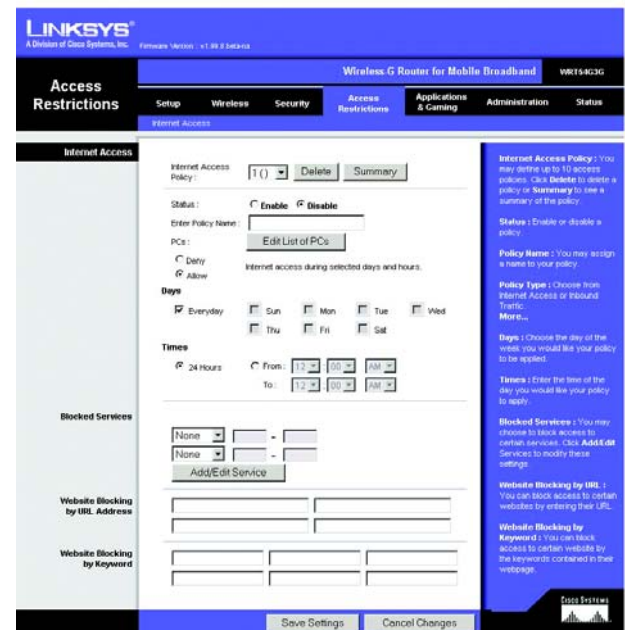 LINKSYS®
A Division of Cisco Systems, Inc.
Firmware Version : v1.99.8 beta-na
Wireless-G Router for Mobile Broadband
WRT54G3G
Access Restrictions
Setup
Wireless
Security
Access Restrictions
Applications & Gaming
Administration
Status
Internet Access
Internet Access
Internet Access Policy :
1 ()
Delete
Summary
Status :
Enable
Disable
Enter Policy Name :
PCs :
Edit List of PCs
Deny
Allow
Internet access during selected days and hours.
Days
Everyday
Sun
Mon
Tue
Wed
Thu
Fri
Sat
Times
24 Hours
From :
12
:
00
AM
To :
12
:
00
AM
Blocked Services
None
-
None
-
Add/Edit Service
Website Blocking by URL Address
Website Blocking by Keyword
Internet Access Policy : You
may define up to 10 access
policies. Click Delete to delete a
policy or Summary to see a
summary of the policy.
Status : Enable or disable a
policy.
Policy Name : You may assign
a name to your policy.
Policy Type : Choose from
Internet Access or Inbound
Traffic.
More...
Days : Choose the day of the
week you would like your policy
to be applied.
Times : Enter the time of the
day you would like your policy
to apply.
Blocked Services : You may
choose to block access to
certain services. Click Add/Edit
Services to modify these
settings.
Website Blocking by URL :
You can block access to certain
websites by entering their URL.
Website Blocking by
Keyword : You can block
access to certain website by
the keywords contained in their
webpage.
Save Settings
Cancel Changes
CISCO SYSTEMS